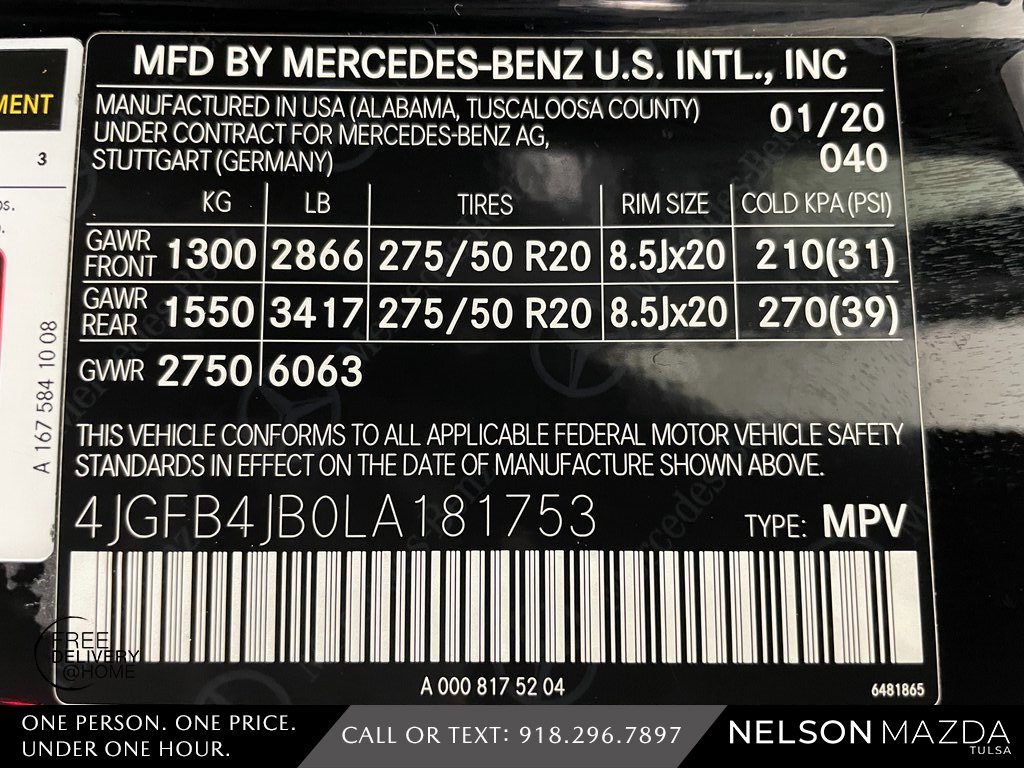 MFD BY MERCEDES-BENZ U.S. INTL., INC
MANUFACTURED IN USA (ALABAMA, TUSCALOOSA COUNTY)
UNDER CONTRACT FOR MERCEDES-BENZ AG,
STUTTGART (GERMANY)
01/20
040
KG LB TIRES RIM SIZE COLD KPA (PSI)
GAWR FRONT 1300 2866 275/50 R20 8.5Jx20 210(31)
GAWR REAR 1550 3417 275/50 R20 8.5Jx20 270(39)
GVWR 2750 6063
THIS VEHICLE CONFORMS TO ALL APPLICABLE FEDERAL MOTOR VEHICLE SAFETY
STANDARDS IN EFFECT ON THE DATE OF MANUFACTURE SHOWN ABOVE.
4JGFB4JB0LA181753 TYPE: MPV
A 000 817 52 04
6481865
3
A 167 584 10 08
FREE
DELIVERY
@HOME
ONE PERSON. ONE PRICE.
UNDER ONE HOUR.
CALL OR TEXT: 918.296.7897
NELSON MAZDA
TULSA